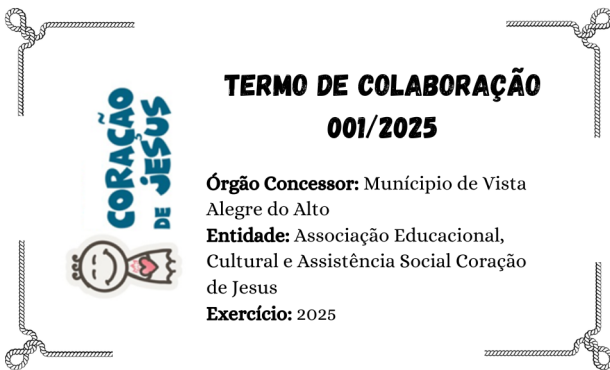 CORAÇÃO
DE JESUS
TERMO DE COLABORAÇÃO
001/2025
Órgão Concessor: Munícipio de Vista
Alegre do Alto
Entidade: Associação Educacional,
Cultural e Assistência Social Coração
de Jesus
Exercício: 2025